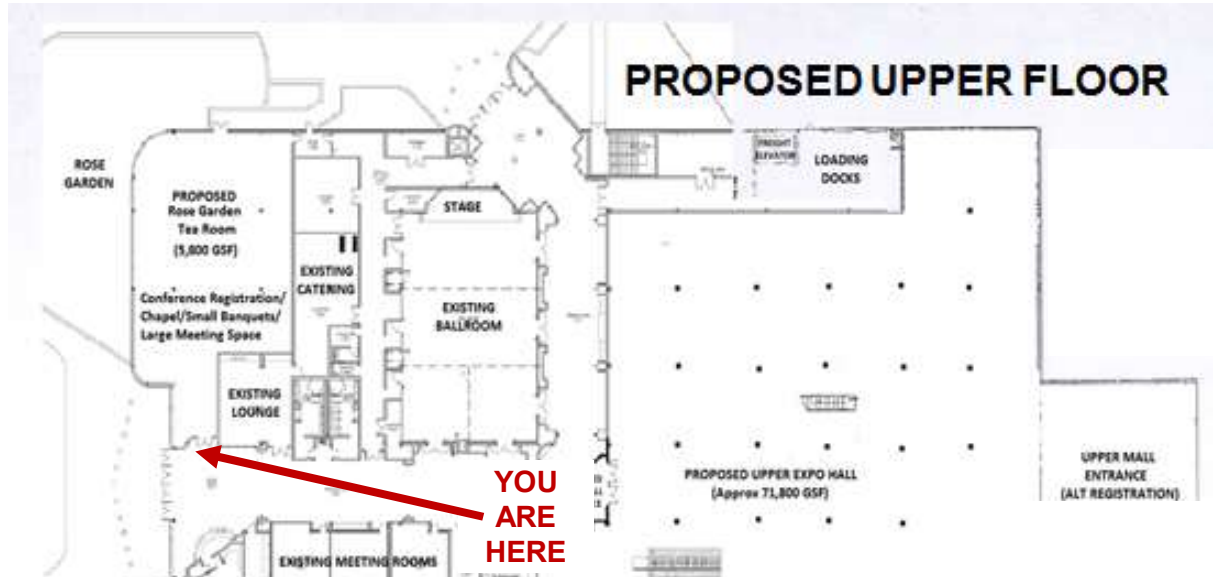 PROPOSED UPPER FLOOR
ROSE
GARDEN
PROPOSED
Rose Garden
Tea Room
(5,800 GSF)
Conference Registration/
Chapel/Small Banquets/
Large Meeting Space
EXISTING
CATERING
EXISTING
LOUNGE
STAGE
EXISTING
BALLROOM
FREIGHT
ELEVATOR
LOADING
DOCKS
PROPOSED UPPER EXPO HALL
(Approx 71,800 GSF)
UPPER MALL
ENTRANCE
(ALT REGISTRATION)
YOU
ARE
HERE
EXISTING MEETING ROOMS